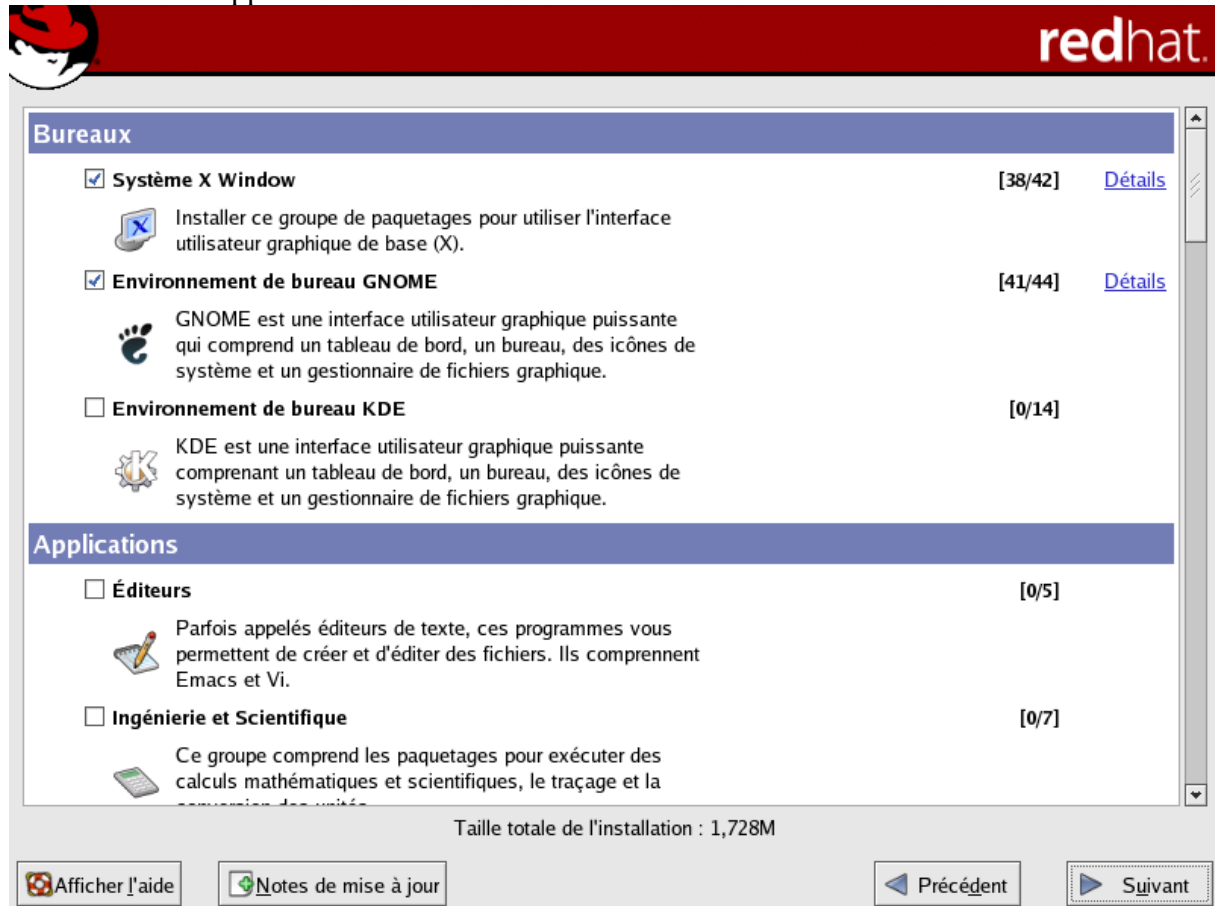 redhat.
Bureaux
Système X Window [38/42] Détails
Installer ce groupe de paquetages pour utiliser l'interface
utilisateur graphique de base (X).
Environnement de bureau GNOME [41/44] Détails
GNOME est une interface utilisateur graphique puissante
qui comprend un tableau de bord, un bureau, des icônes de
système et un gestionnaire de fichiers graphique.
Environnement de bureau KDE [0/14]
KDE est une interface utilisateur graphique puissante
comprenant un tableau de bord, un bureau, des icônes de
système et un gestionnaire de fichiers graphique.
Applications
Éditeurs [0/5]
Parfois appelés éditeurs de texte, ces programmes vous
permettent de créer et d'éditer des fichiers. Ils comprennent
Emacs et Vi.
Ingénierie et Scientifique [0/7]
Ce groupe comprend les paquetages pour exécuter des
calculs mathématiques et scientifiques, le traçage et la
conversion des unités
Taille totale de l'installation : 1,728M
Afficher l'aide Notes de mise à jour Précédent Suivant